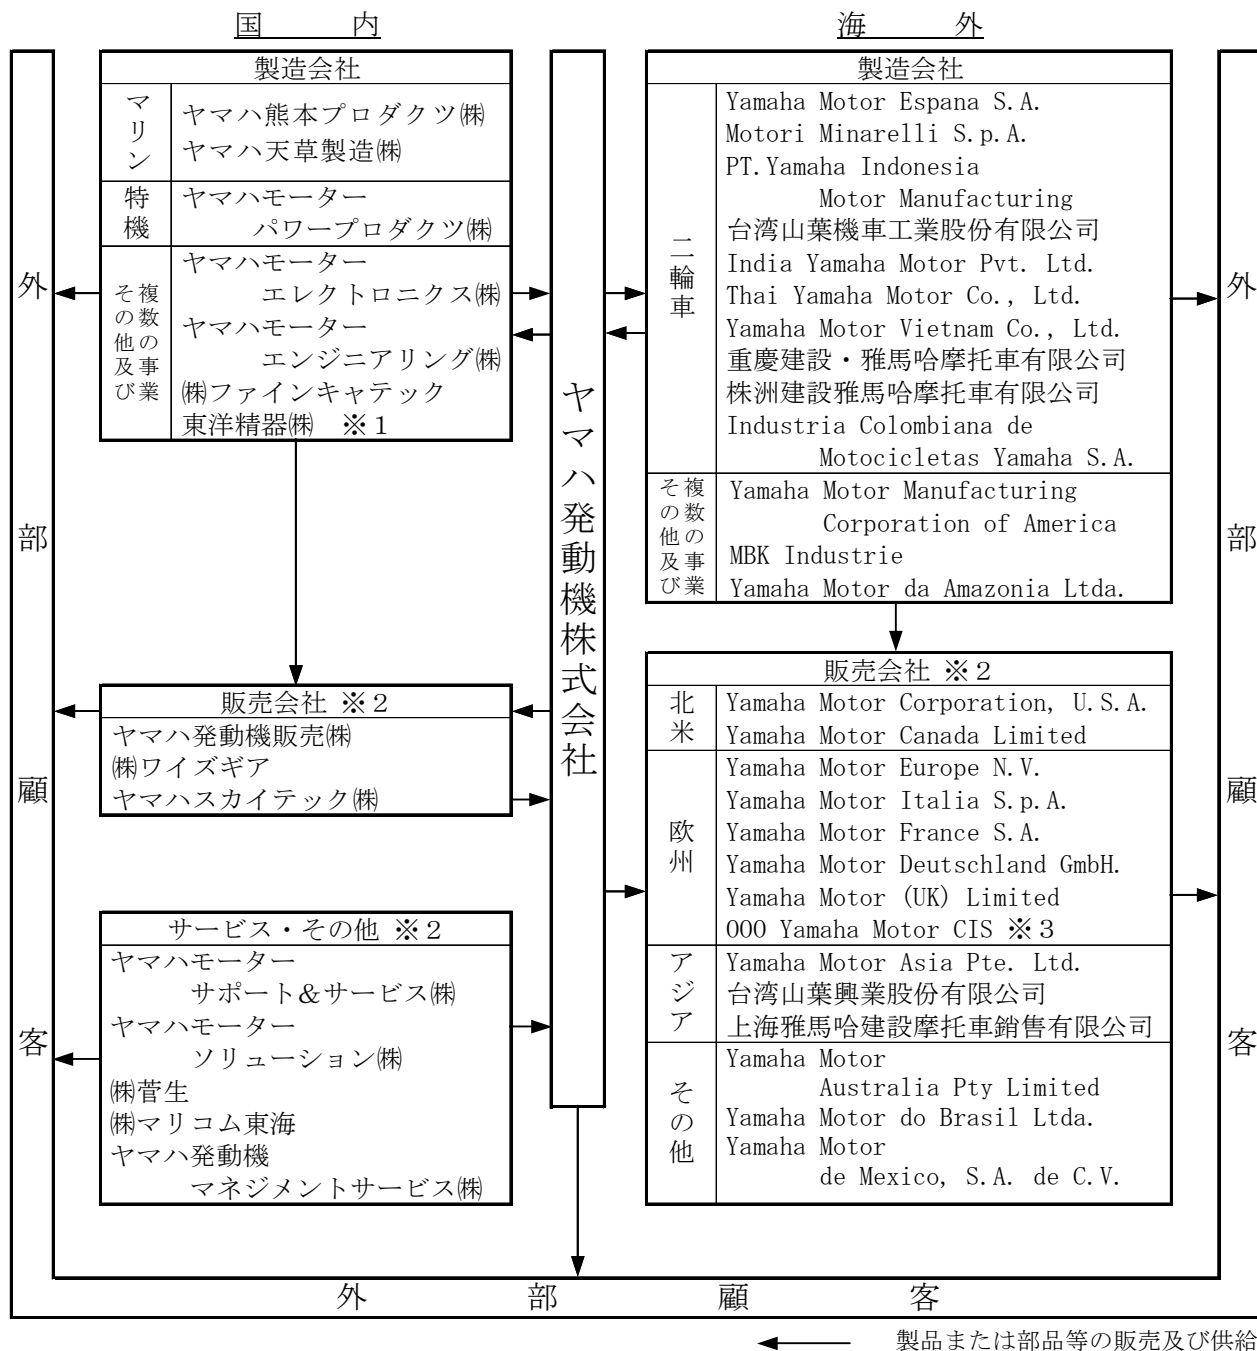 国　内
海　外
外部顧客
製造会社
マリン
ヤマハ熊本プロダクツ㈱
ヤマハ天草製造㈱
特機
ヤマハモーター
パワープロダクツ㈱
複数の事業及びその他
ヤマハモーター
エレクトロニクス㈱
ヤマハモーター
エンジニアリング㈱
㈱ファインキャテック
東洋精器㈱　※１
販売会社 ※２
ヤマハ発動機販売㈱
㈱ワイズギア
ヤマハスカイテック㈱
サービス・その他 ※２
ヤマハモーター
サポート＆サービス㈱
ヤマハモーター
ソリューション㈱
㈱菅生
㈱マリコム東海
ヤマハ発動機
マネジメントサービス㈱
ヤマハ発動機株式会社
製造会社
二輪車
Yamaha Motor Espana S.A.
Motori Minarelli S.p.A.
PT.Yamaha Indonesia
Motor Manufacturing
台湾山葉機車工業股份有限公司
India Yamaha Motor Pvt. Ltd.
Thai Yamaha Motor Co., Ltd.
Yamaha Motor Vietnam Co., Ltd.
重慶建設・雅馬哈摩托車有限公司
株洲建設雅馬哈摩托車有限公司
Industria Colombiana de
Motocicletas Yamaha S.A.
複数の事業及びその他
Yamaha Motor Manufacturing
Corporation of America
MBK Industrie
Yamaha Motor da Amazonia Ltda.
販売会社 ※２
北米
Yamaha Motor Corporation, U.S.A.
Yamaha Motor Canada Limited
欧州
Yamaha Motor Europe N.V.
Yamaha Motor Italia S.p.A.
Yamaha Motor France S.A.
Yamaha Motor Deutschland GmbH.
Yamaha Motor (UK) Limited
OOO Yamaha Motor CIS ※３
アジア
Yamaha Motor Asia Pte. Ltd.
台湾山葉興業股份有限公司
上海雅馬哈建設摩托車銷售有限公司
その他
Yamaha Motor
Australia Pty Limited
Yamaha Motor do Brasil Ltda.
Yamaha Motor
de Mexico, S.A. de C.V.
外部顧客
外　部　顧　客
製品または部品等の販売及び供給